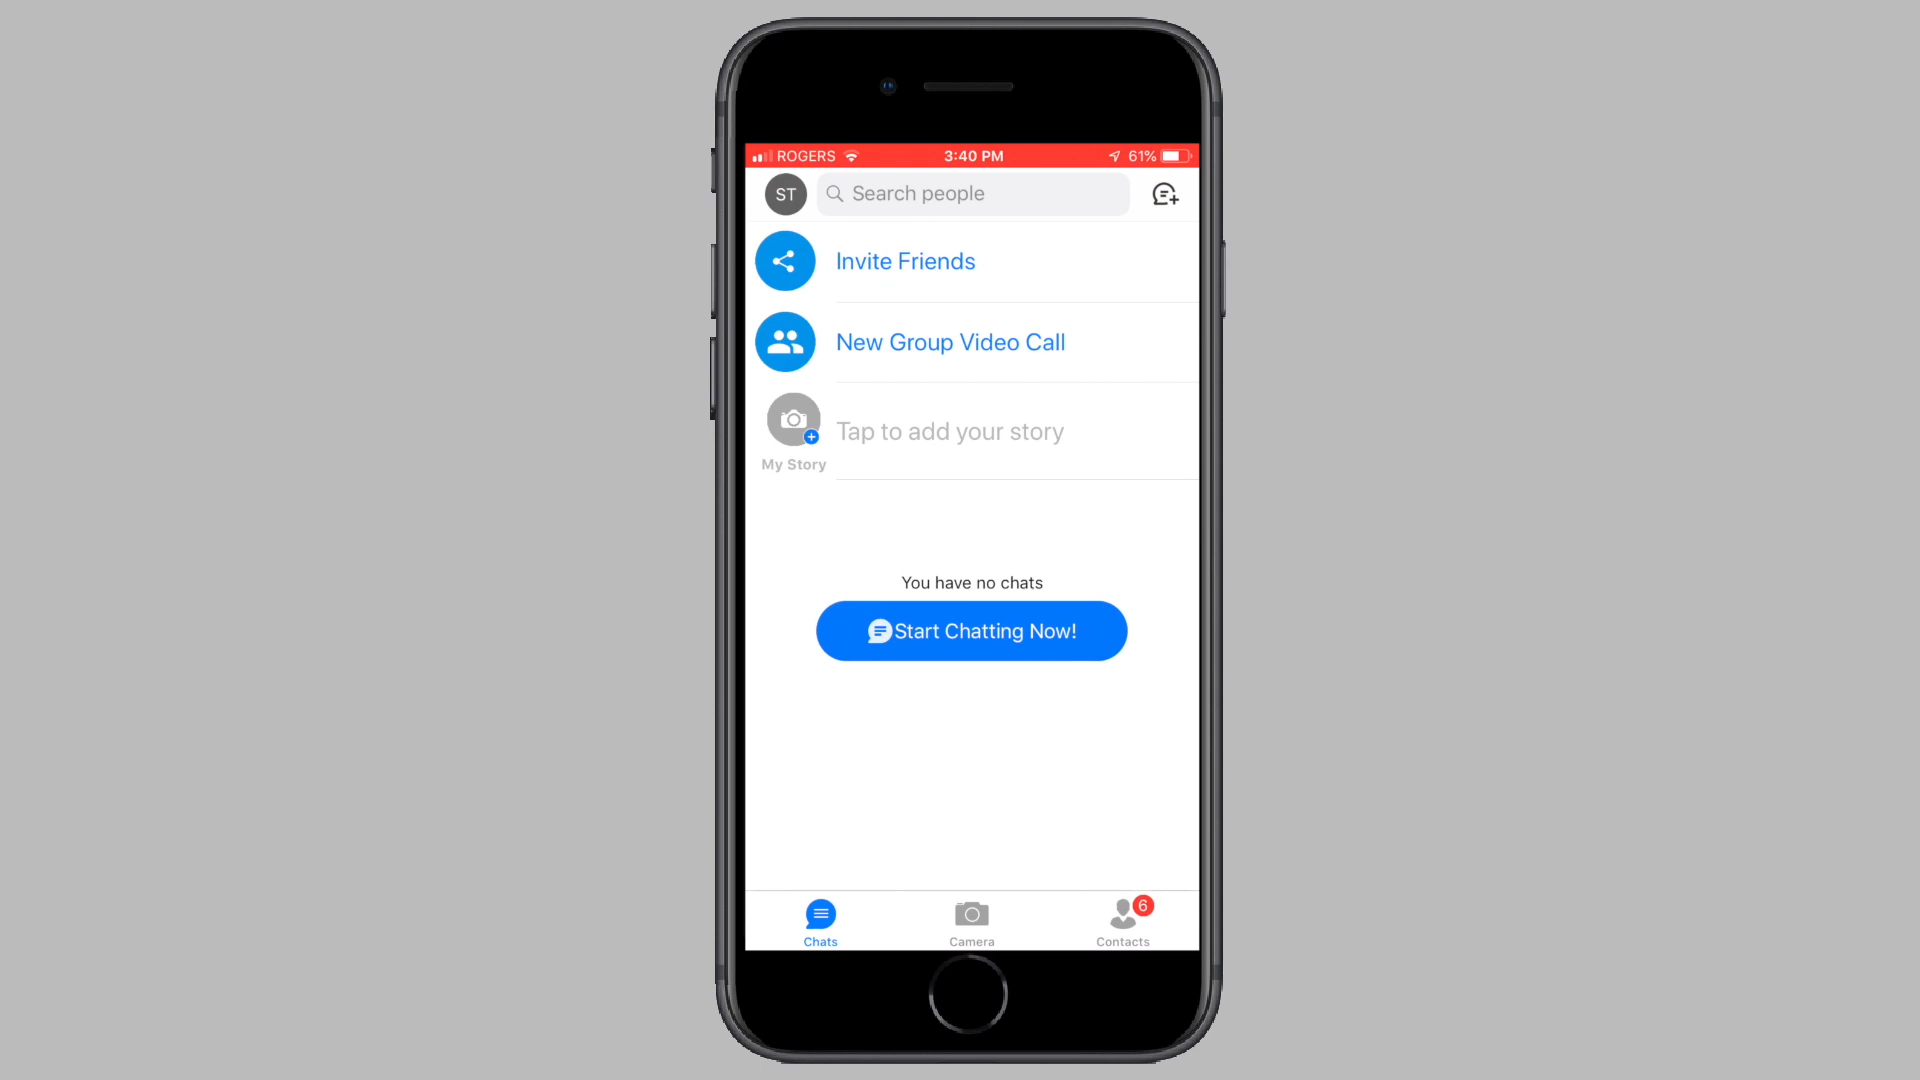 ROGERS 3:40 PM 61%
ST Search people
Invite Friends
New Group Video Call
Tap to add your story
My Story
You have no chats
Start Chatting Now!
6
Chats Camera Contacts